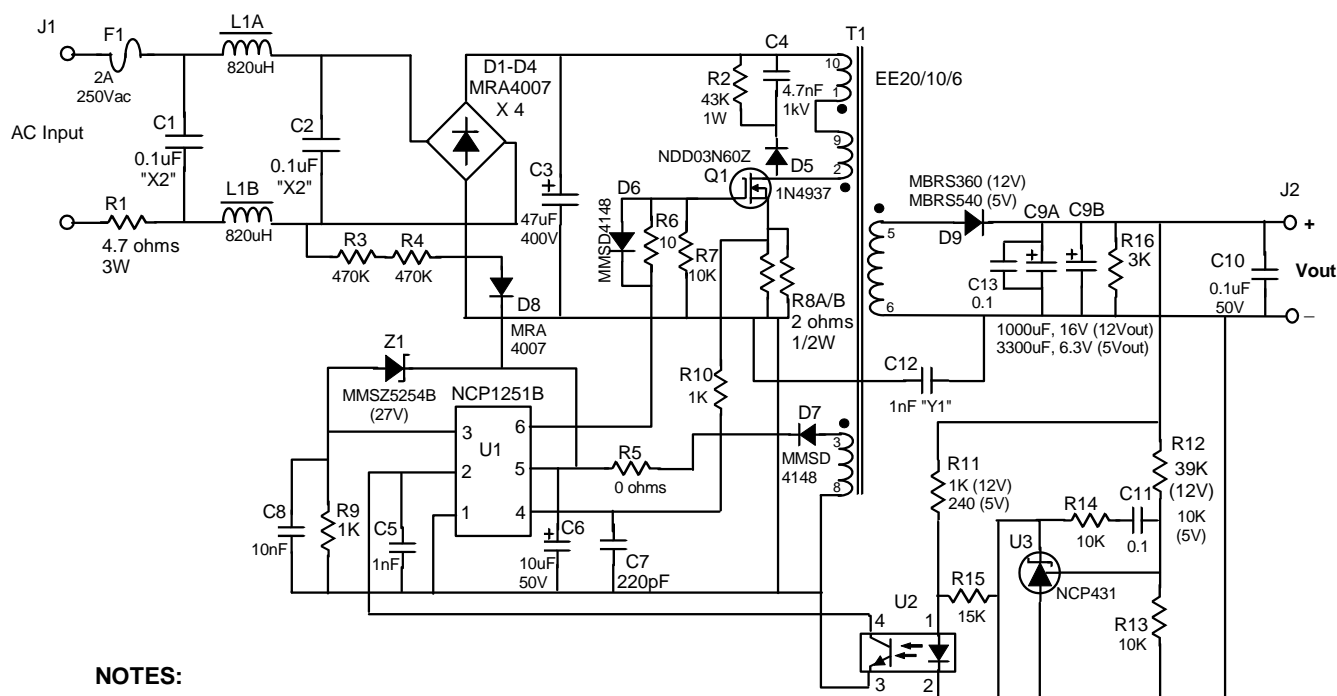 J1
F1
2A
250Vac
L1A
820uH
AC Input
C1
0.1uF
"X2"
C2
0.1uF
"X2"
L1B
820uH
R1
4.7 ohms
3W
D1-D4
MRA4007
X 4
C3
+
47uF
400V
R3
470K
R4
470K
D8
MRA
4007
R2
43K
1W
C4
4.7nF
1kV
D5
1N4937
NDD03N60Z
Q1
T1
EE20/10/6
10
1
9
2
D6
MMSD4148
R6
10
R7
10K
R8A/B
2 ohms
1/2W
5
6
MBRS360 (12V)
MBRS540 (5V)
D9
C9A
+
C9B
+
C13
0.1
R16
3K
C10
0.1uF
50V
J2
+
Vout
_
1000uF, 16V (12Vout)
3300uF, 6.3V (5Vout)
C12
1nF "Y1"
Z1
MMSZ5254B
(27V)
NCP1251B
U1
3
2
1
6
5
4
R10
1K
R5
0 ohms
D7
MMSD
4148
3
8
C8
10nF
R9
1K
C5
1nF
C6
+
10uF
50V
C7
220pF
R11
1K (12V)
240 (5V)
R12
39K
(12V)
10K
(5V)
R14
10K
C11
0.1
U3
NCP431
R15
15K
R13
10K
U2
4
1
3
2
NOTES: